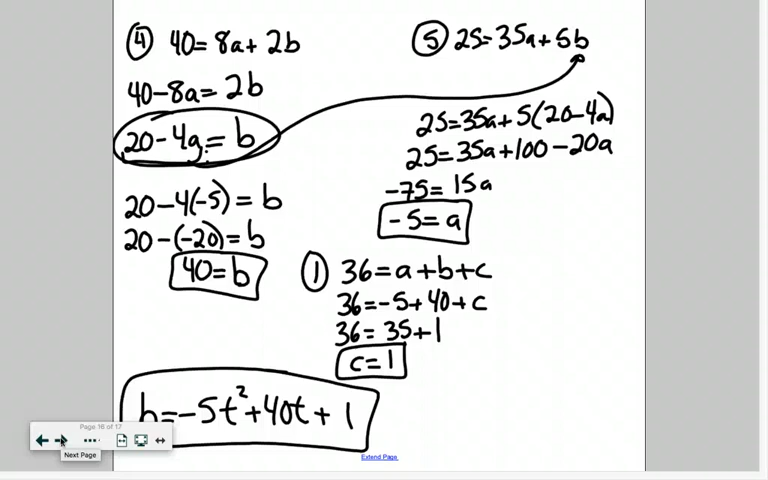 ④ 40 = 8a + 2b
40 - 8a = 2b
20 - 4a = b
20 - 4(-5) = b
20 - (-20) = b
40 = b
⑤ 25 = 35a + 5b
25 = 35a + 5(20 - 4a)
25 = 35a + 100 - 20a
-75 = 15a
-5 = a
① 36 = a + b + c
36 = -5 + 40 + c
36 = 35 + 1
c = 1
h = -5t² + 40t + 1
Page 16 of 17
Next Page
Extend Page